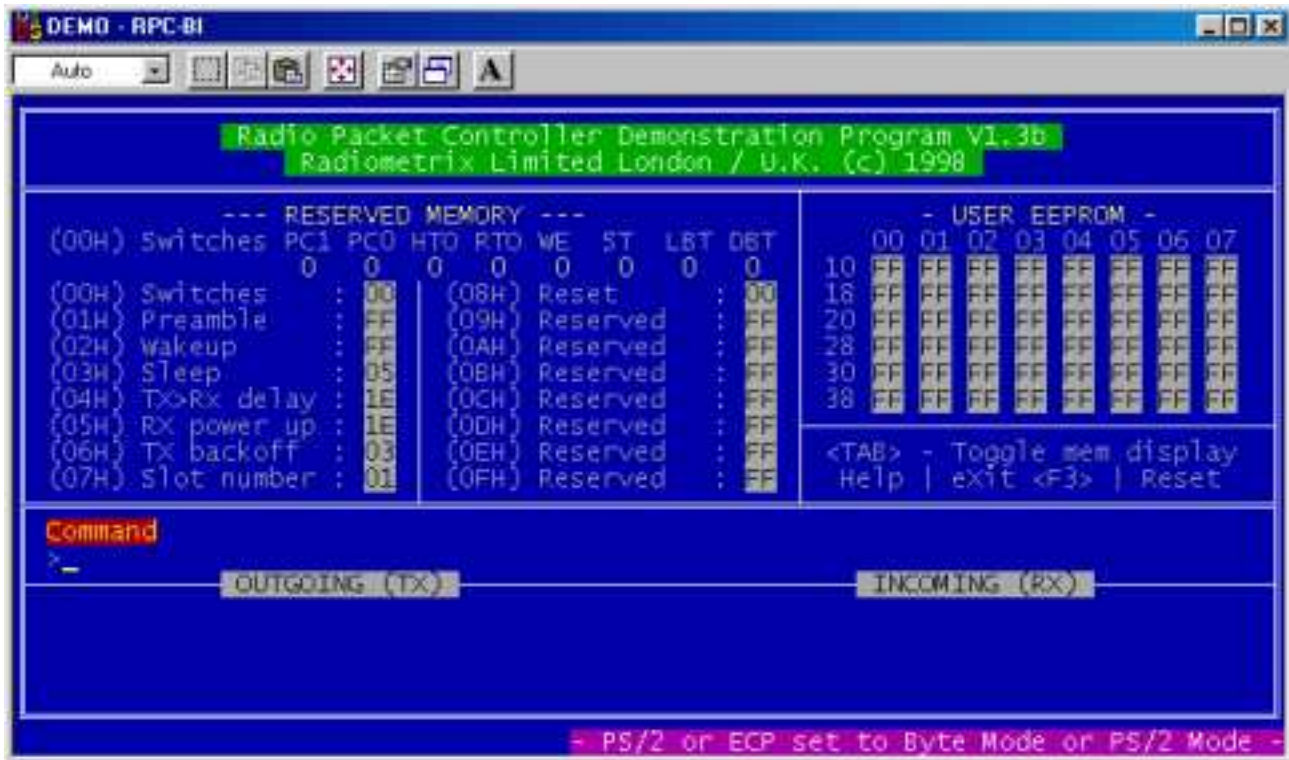 DEMO - RPC-BI
Auto
A
Radio Packet Controller Demonstration Program V1.3b
Radiometrix Limited London / U.K. (c) 1998
--- RESERVED MEMORY ---
(00H) Switches PC1 PC0 HTO RTO WE ST LBT DBT
0 0 0 0 0 0 0 0
(00H) Switches : 00 (08H) Reset : 00
(01H) Preamble : FF (09H) Reserved : FF
(02H) Wakeup : FF (0AH) Reserved : FF
(03H) Sleep : 05 (0BH) Reserved : FF
(04H) TX>RX delay : 1E (0CH) Reserved : FF
(05H) RX power up : 1E (0DH) Reserved : FF
(06H) TX backoff : 03 (0EH) Reserved : FF
(07H) Slot number : 01 (0FH) Reserved : FF
- USER EEPROM -
00 01 02 03 04 05 06 07
10 FF FF FF FF FF FF FF FF
18 FF FF FF FF FF FF FF FF
20 FF FF FF FF FF FF FF FF
28 FF FF FF FF FF FF FF FF
30 FF FF FF FF FF FF FF FF
38 FF FF FF FF FF FF FF FF
<TAB> - Toggle mem display
Help | eXit <F3> | Reset
Command
>_
OUTGOING (TX) INCOMING (RX)
- PS/2 or ECP set to Byte Mode or PS/2 Mode -